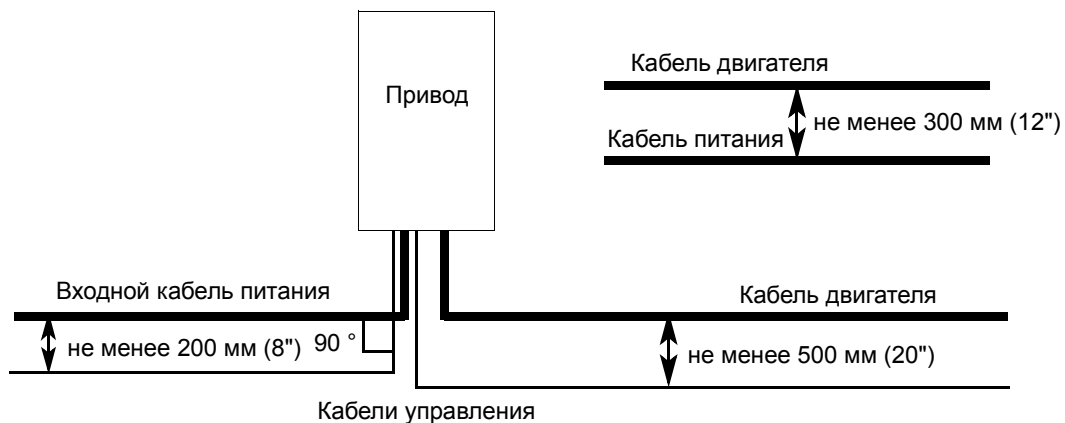 Кабель двигателя
Привод
не менее 300 мм (12")
Кабель питания
Входной кабель питания
Кабель двигателя
не менее 200 мм (8")
90 °
не менее 500 мм (20")
Кабели управления